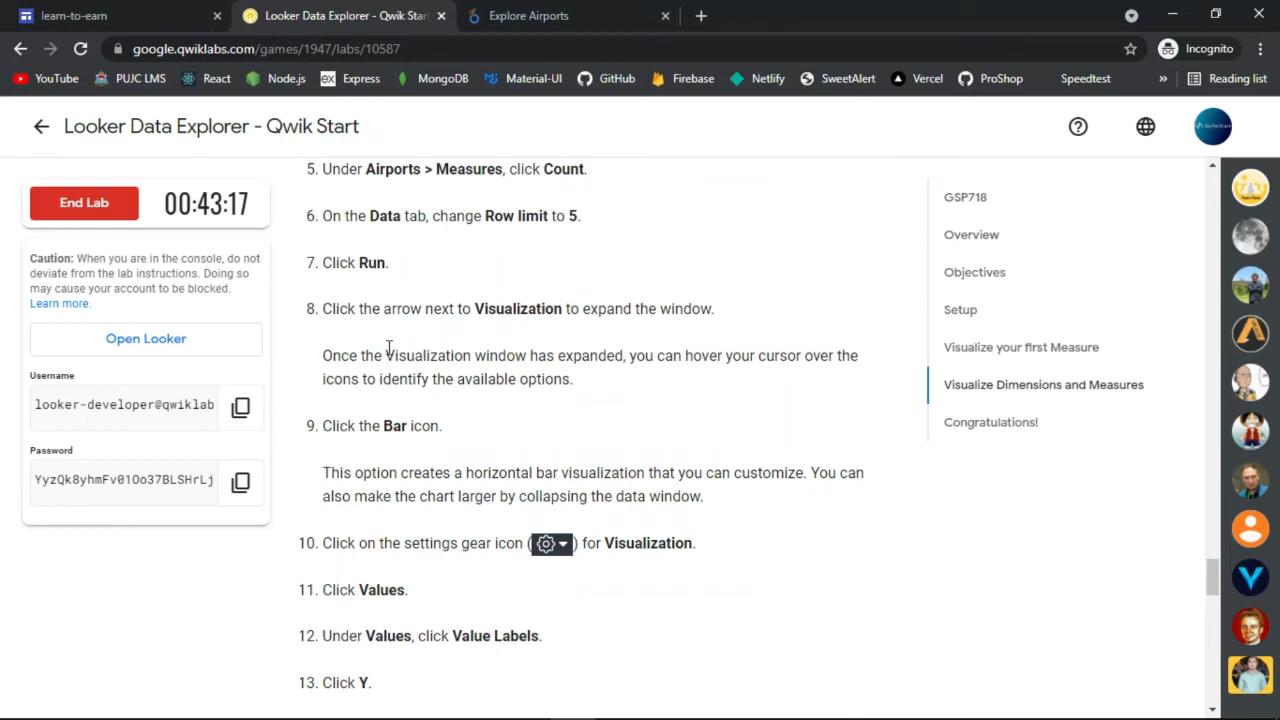 learn-to-earn
Looker Data Explorer - Qwik Star
Explore Airports
google.qwiklabs.com/games/1947/labs/10587
Incognito
YouTube
PUJC LMS
React
Node.js
ex Express
MongoDB
Material-UI
GitHub
Firebase
Netlify
SweetAlert
Vercel
ProShop
Speedtest
»
Reading list
Looker Data Explorer - Qwik Start
End Lab
00:43:17
Caution: When you are in the console, do not
deviate from the lab instructions. Doing so
may cause your account to be blocked.
Learn more.
Open Looker
Username
looker-developer@qwiklab
Password
YyzQk8yhmFv01Oo37BLSHrLj
5. Under Airports > Measures, click Count.
6. On the Data tab, change Row limit to 5.
7. Click Run.
8. Click the arrow next to Visualization to expand the window.
Once the Visualization window has expanded, you can hover your cursor over the
icons to identify the available options.
9. Click the Bar icon.
This option creates a horizontal bar visualization that you can customize. You can
also make the chart larger by collapsing the data window.
10. Click on the settings gear icon ( ) for Visualization.
11. Click Values.
12. Under Values, click Value Labels.
13. Click Y.
GSP718
Overview
Objectives
Setup
Visualize your first Measure
Visualize Dimensions and Measures
Congratulations!